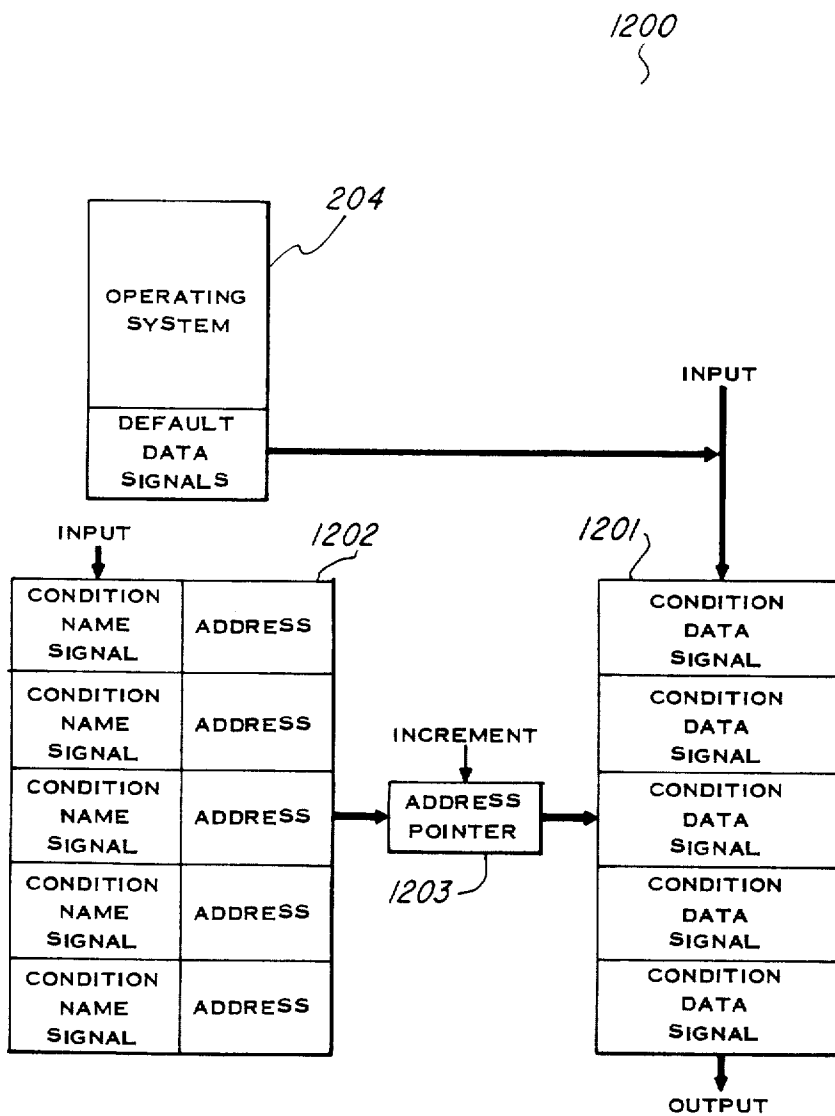 1200
204
OPERATING
SYSTEM
DEFAULT
DATA
SIGNALS
INPUT
INPUT
1202
1201
CONDITION
NAME
SIGNAL
ADDRESS
CONDITION
NAME
SIGNAL
ADDRESS
CONDITION
NAME
SIGNAL
ADDRESS
CONDITION
NAME
SIGNAL
ADDRESS
CONDITION
NAME
SIGNAL
ADDRESS
INCREMENT
ADDRESS
POINTER
1203
CONDITION
DATA
SIGNAL
CONDITION
DATA
SIGNAL
CONDITION
DATA
SIGNAL
CONDITION
DATA
SIGNAL
CONDITION
DATA
SIGNAL
OUTPUT